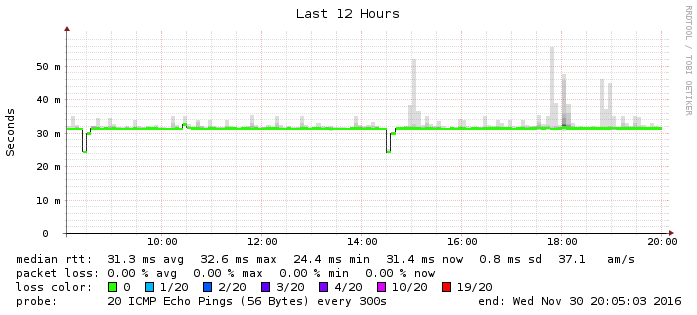 Last 12 Hours
RRDTOOL / TOBI OETIKER
Seconds
50 m
40 m
30 m
20 m
10 m
0
10:00 12:00 14:00 16:00 18:00 20:00
median rtt: 31.3 ms avg 32.6 ms max 24.4 ms min 31.4 ms now 0.8 ms sd 37.1 am/s
packet loss: 0.00 % avg 0.00 % max 0.00 % min 0.00 % now
loss color: 0 1/20 2/20 3/20 4/20 10/20 19/20
probe: 20 ICMP Echo Pings (56 Bytes) every 300s end: Wed Nov 30 20:05:03 2016